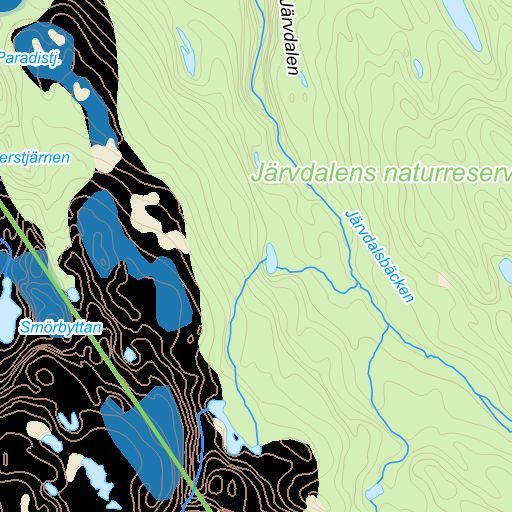 Järvdalen
Paradistj.
erstjärnen
Järvdalens naturreserv
Järvdalsbäcken
Smörbyttan